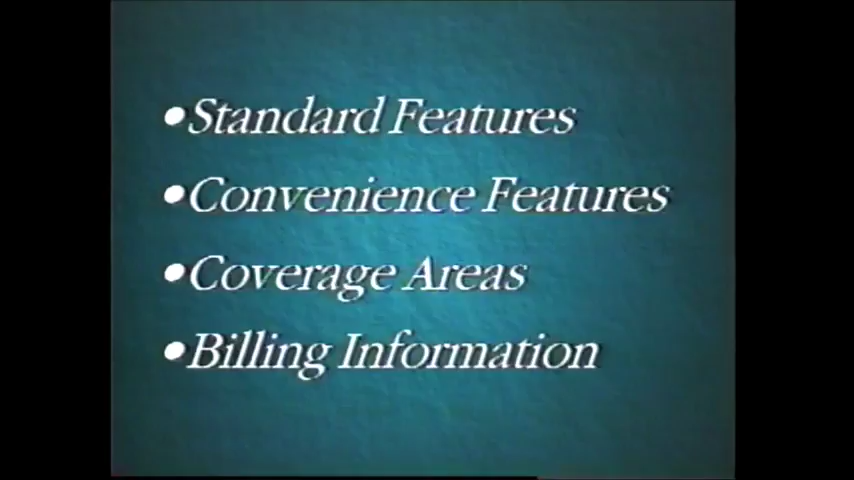 •Standard Features
•Convenience Features
•Coverage Areas
•Billing Information